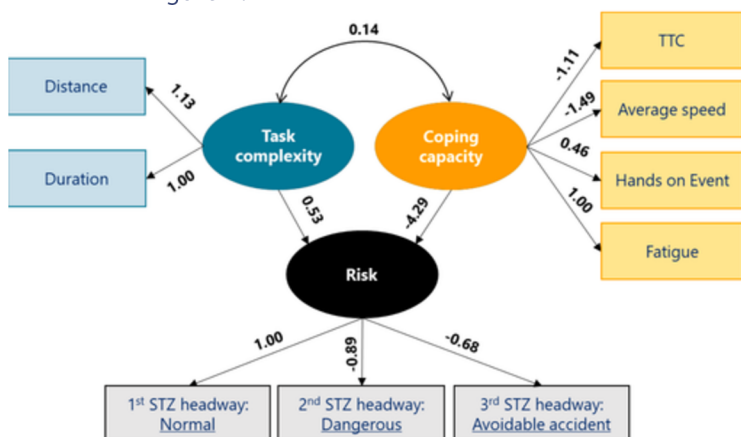 0.14
TTC
Distance
1.13
-1.11
Average speed
-1.49
Task
complexity
Coping
capacity
0.46
Hands on Event
Duration
1.00
1.00
Fatigue
0.53
-4.29
Risk
1.00
-0.89
-0.68
1st STZ headway:
Normal
2nd STZ headway:
Dangerous
3rd STZ headway:
Avoidable accident